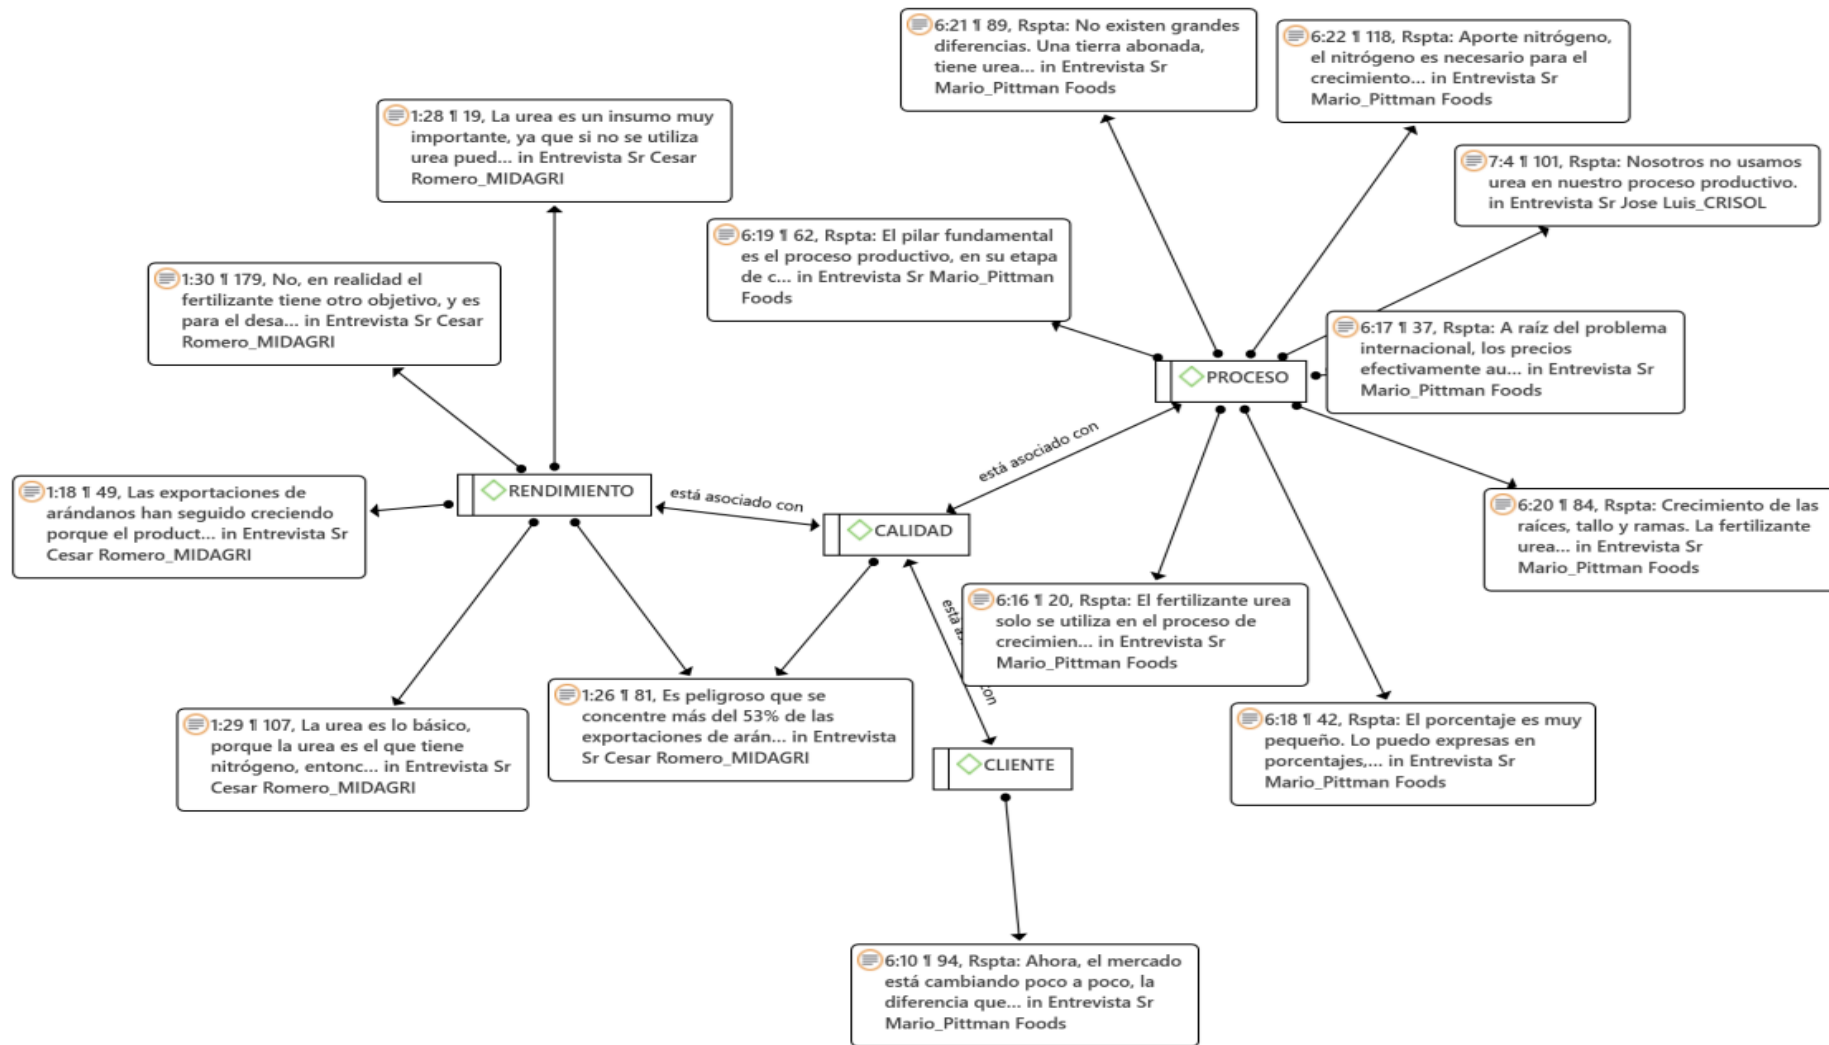 6:21 ¶ 89, Rspta: No existen grandes
diferencias. Una tierra abonada,
tiene urea... in Entrevista Sr
Mario_Pittman Foods
6:22 ¶ 118, Rspta: Aporte nitrógeno,
el nitrógeno es necesario para el
crecimiento... in Entrevista Sr
Mario_Pittman Foods
1:28 ¶ 19, La urea es un insumo muy
importante, ya que si no se utiliza
urea pued... in Entrevista Sr Cesar
Romero_MIDAGRI
7:4 ¶ 101, Rspta: Nosotros no usamos
urea en nuestro proceso productivo.
in Entrevista Sr Jose Luis_CRISOL
6:19 ¶ 62, Rspta: El pilar fundamental
es el proceso productivo, en su etapa
de c... in Entrevista Sr Mario_Pittman
Foods
1:30 ¶ 179, No, en realidad el
fertilizante tiene otro objetivo, y es
para el desa... in Entrevista Sr Cesar
Romero_MIDAGRI
6:17 ¶ 37, Rspta: A raíz del problema
internacional, los precios
efectivamente au... in Entrevista Sr
Mario_Pittman Foods
PROCESO
está asociado con
RENDIMIENTO
está asociado con
CALIDAD
1:18 ¶ 49, Las exportaciones de
arándanos han seguido creciendo
porque el product... in Entrevista Sr
Cesar Romero_MIDAGRI
6:20 ¶ 84, Rspta: Crecimiento de las
raíces, tallo y ramas. La fertilizante
urea... in Entrevista Sr
Mario_Pittman Foods
6:16 ¶ 20, Rspta: El fertilizante urea
solo se utiliza en el proceso de
crecimien... in Entrevista Sr
Mario_Pittman Foods
está as
con
1:26 ¶ 81, Es peligroso que se
concentre más del 53% de las
exportaciones de arán... in Entrevista
Sr Cesar Romero_MIDAGRI
1:29 ¶ 107, La urea es lo básico,
porque la urea es el que tiene
nitrógeno, entonc... in Entrevista Sr
Cesar Romero_MIDAGRI
6:18 ¶ 42, Rspta: El porcentaje es muy
pequeño. Lo puedo expresas en
porcentajes,... in Entrevista Sr
Mario_Pittman Foods
CLIENTE
6:10 ¶ 94, Rspta: Ahora, el mercado
está cambiando poco a poco, la
diferencia que... in Entrevista Sr
Mario_Pittman Foods